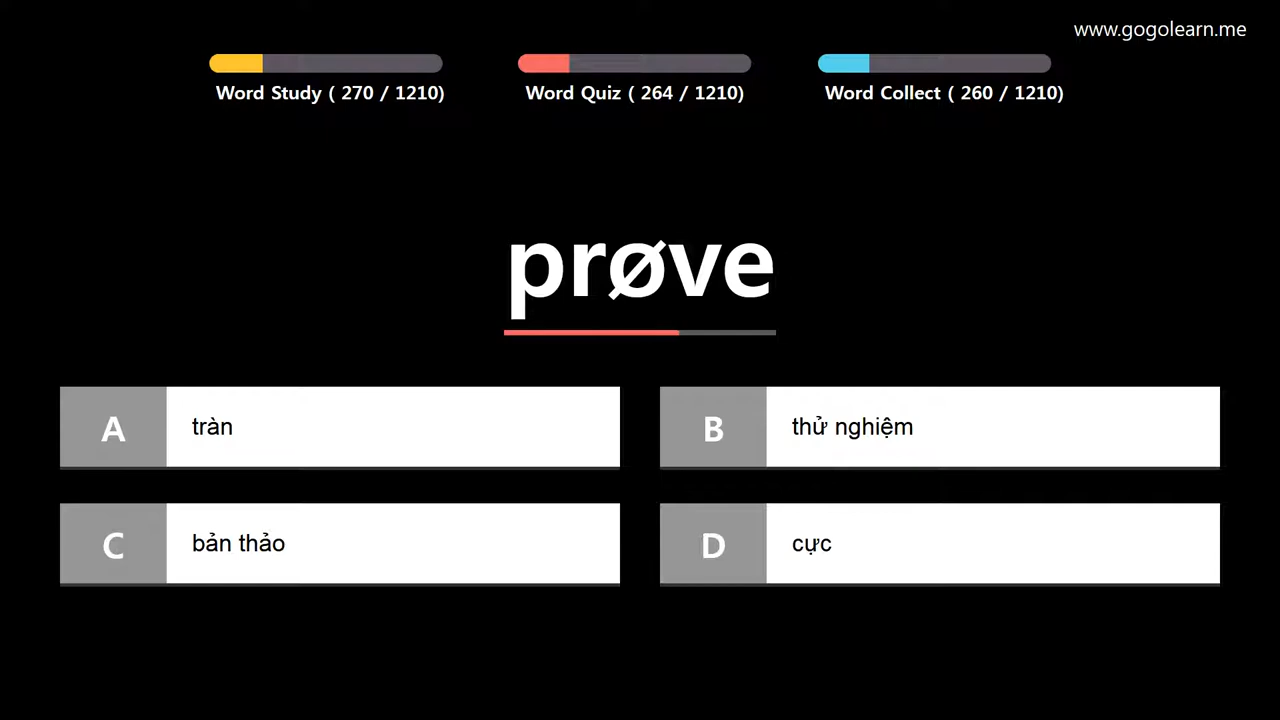 www.gogolearn.me
Word Study ( 270 / 1210)
Word Quiz ( 264 / 1210)
Word Collect ( 260 / 1210)
prøve
A
tràn
B
thử nghiệm
C
bản thảo
D
cực